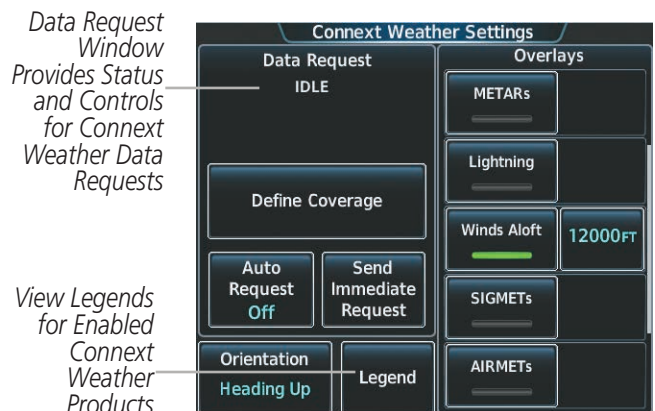 Data Request
Window
Provides Status
and Controls
for Connext
Weather Data
Requests
View Legends
for Enabled
Connext
Weather
Products
Connext Weather Settings
Data Request
IDLE
Define Coverage
Auto
Request
Off
Send
Immediate
Request
Orientation
Heading Up
Legend
Overlays
METARs
Lightning
Winds Aloft
12000FT
SIGMETs
AIRMETs